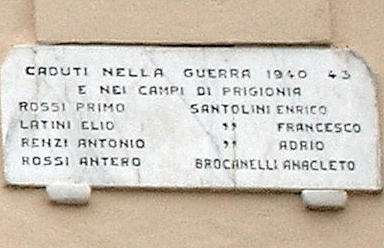 CADUTI NELLA GUERRA 1940 43
E NEI CAMPI DI PRIGIONIA
ROSSI PRIMO SANTOLINI ENRICO
LATINI ELIO " FRANCESCO
RENZI ANTONIO " ADRIO
ROSSI ANTERO BROCANELLI ANACLETO